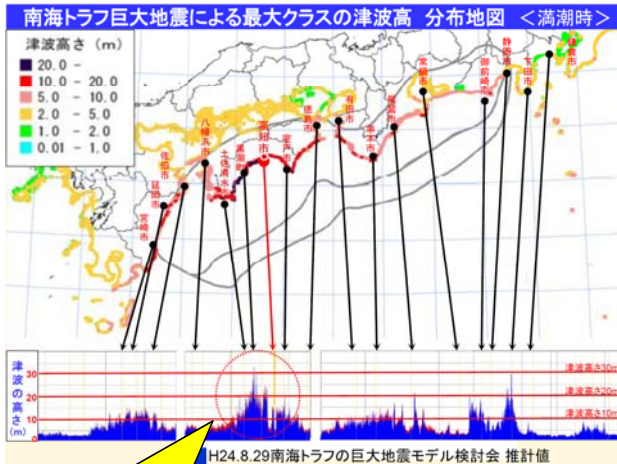 南海トラフ巨大地震による最大クラスの津波高 分布地図 ＜満潮時＞
津波高さ（m）
20.0 -
10.0 - 20.0
5.0 - 10.0
2.0 - 5.0
1.0 - 2.0
0.01 - 1.0
宮崎市
延岡市
佐伯市
八幡浜市
土佐清水市
黒潮町
高知市
室戸市
徳島市
有田市
串本市
尾鷲市
常滑市
御前崎市
静岡市
下田市
鎌倉市
津波の高さ(m)
30
20
10
0
津波高さ30m
津波高さ20m
津波高さ10m
H24.8.29南海トラフの巨大地震モデル検討会 推計値